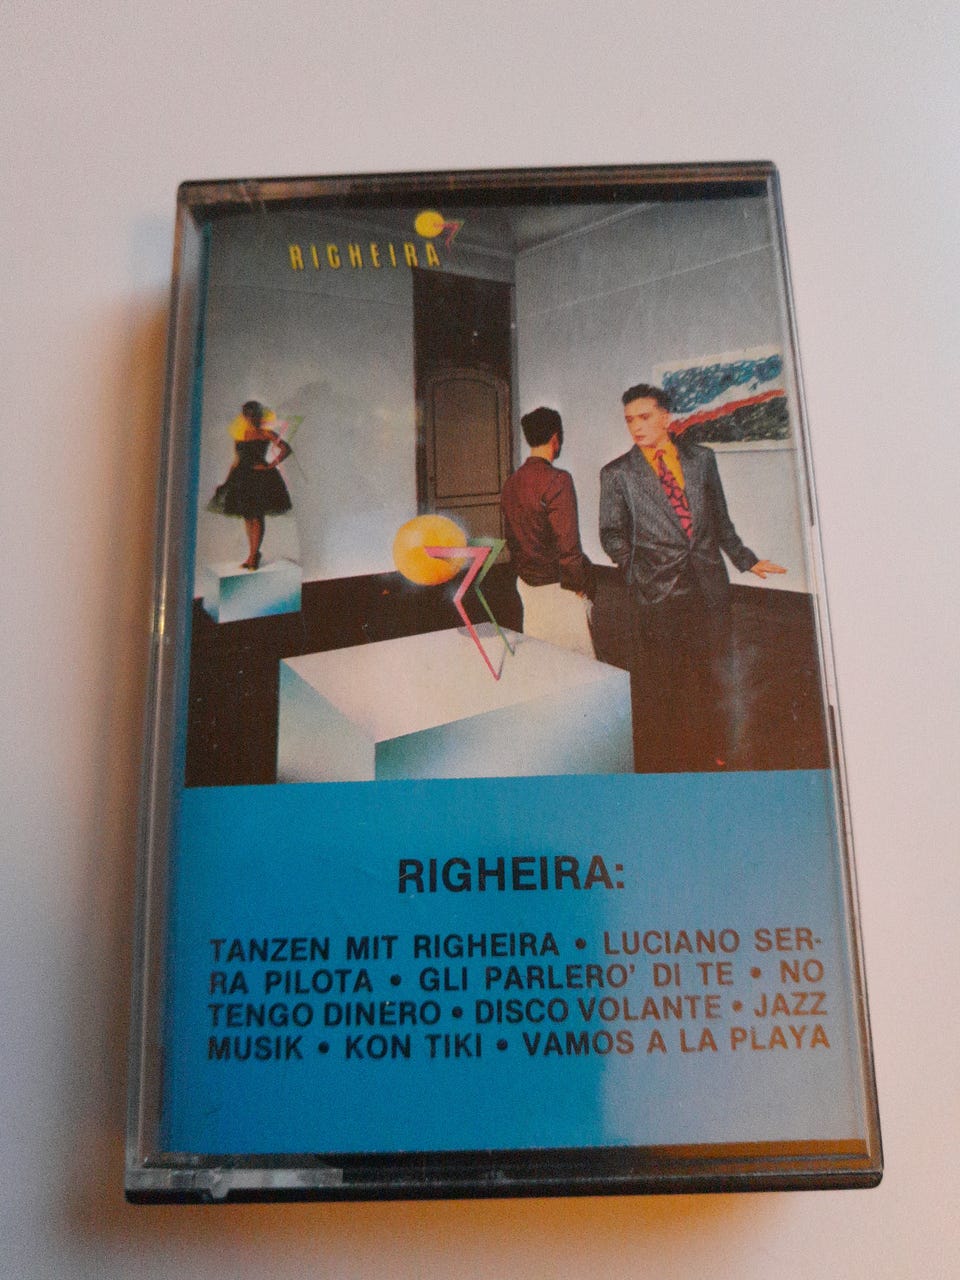 RIGHEIRA
RIGHEIRA:
TANZEN MIT RIGHEIRA • LUCIANO SER-
RA PILOTA • GLI PARLERO' DI TE • NO
TENGO DINERO • DISCO VOLANTE • JAZZ
MUSIK • KON TIKI • VAMOS A LA PLAYA